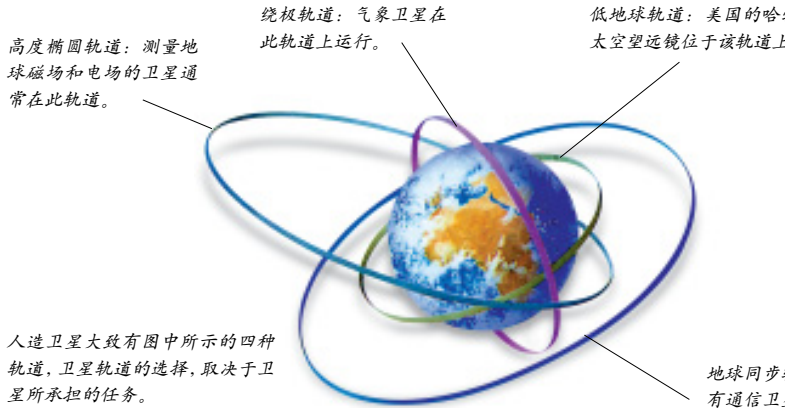 绕极轨道：气象卫星在
此轨道上运行。
低地球轨道：美国的哈
太空望远镜位于该轨道上
高度椭圆轨道：测量地
球磁场和电场的卫星通
常在此轨道。
人造卫星大致有图中所示的四种
轨道，卫星轨道的选择，取决于卫
星所承担的任务。
地球同步
有通信卫